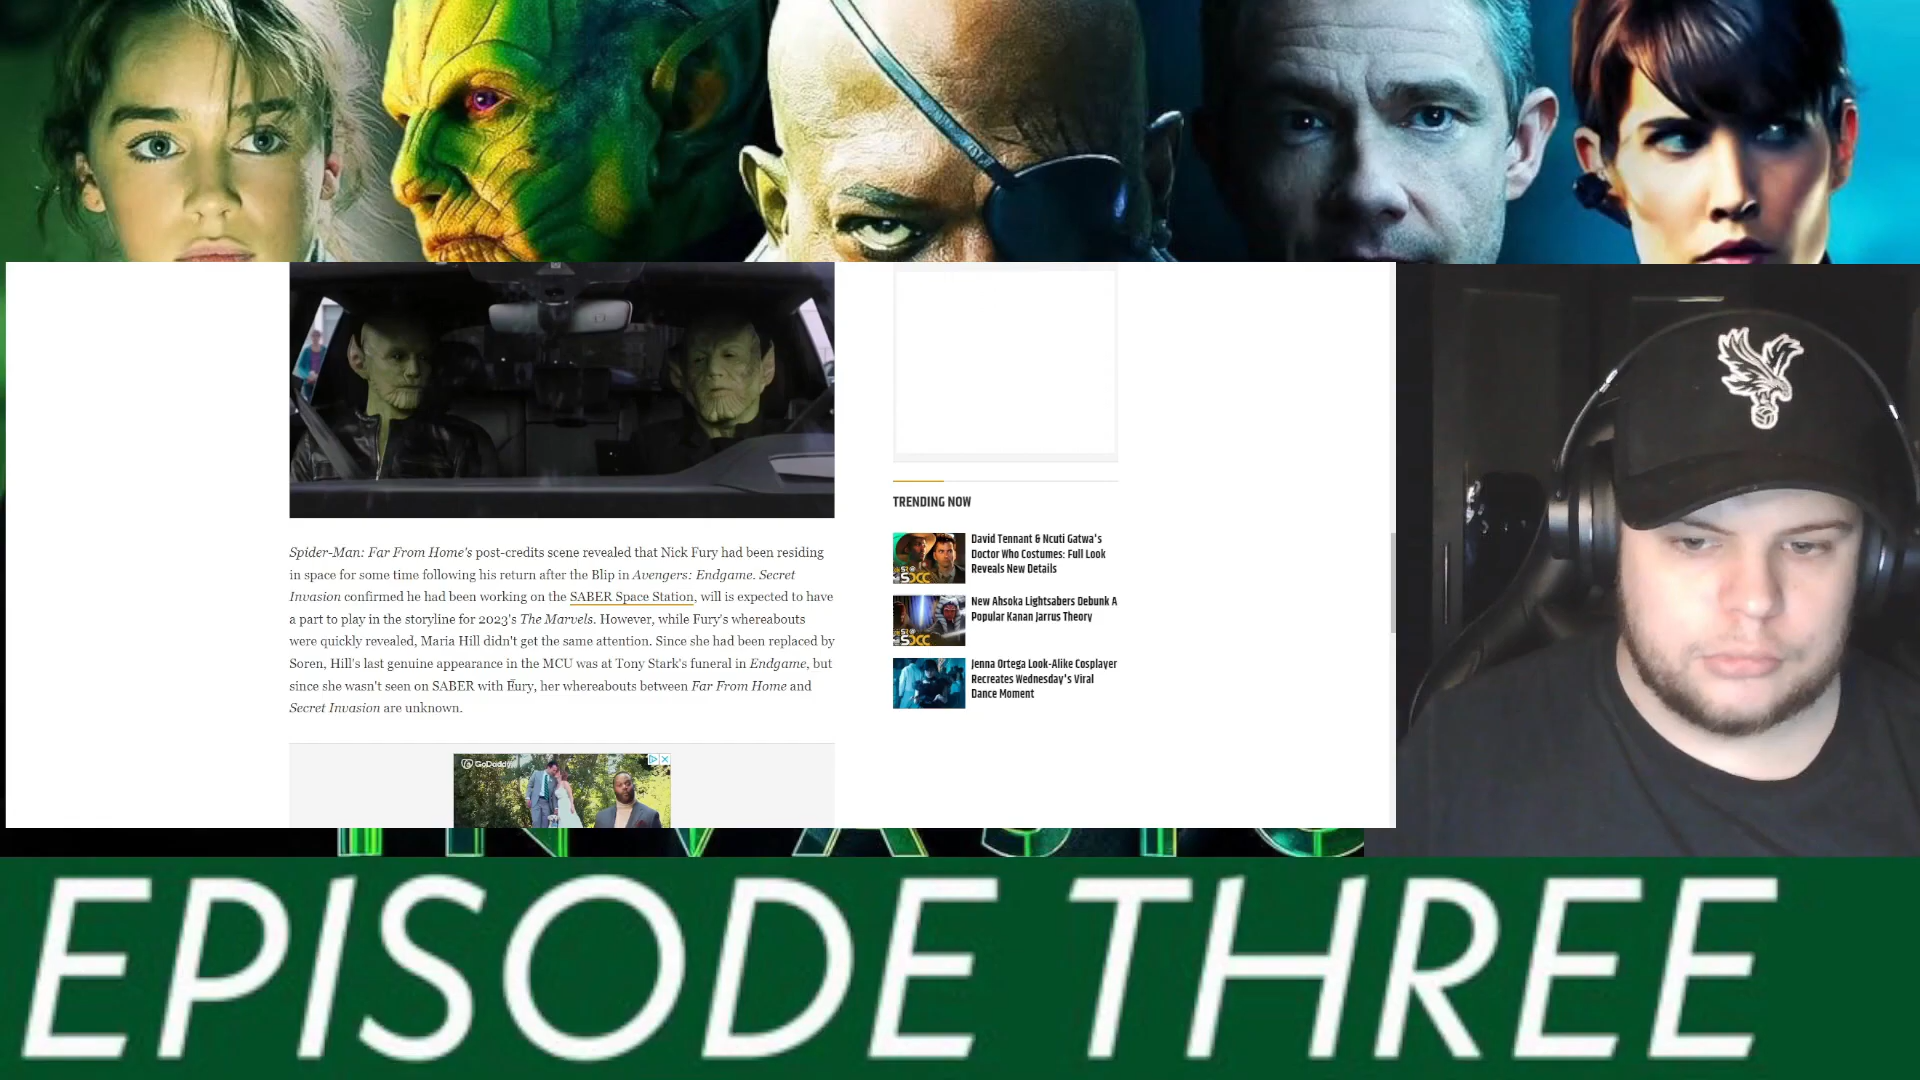 Spider-Man: Far From Home's post-credits scene revealed that Nick Fury had been residing
in space for some time following his return after the Blip in Avengers: Endgame. Secret
Invasion confirmed he had been working on the SABER Space Station, will is expected to have
a part to play in the storyline for 2023's The Marvels. However, while Fury's whereabouts
were quickly revealed, Maria Hill didn't get the same attention. Since she had been replaced by
Soren, Hill's last genuine appearance in the MCU was at Tony Stark's funeral in Endgame, but
since she wasn't seen on SABER with Fury, her whereabouts between Far From Home and
Secret Invasion are unknown.
GoDaddy
TRENDING NOW
SDCC
David Tennant & Ncuti Gatwa's
Doctor Who Costumes: Full Look
Reveals New Details
SDCC
New Ahsoka Lightsabers Debunk A
Popular Kanan Jarrus Theory
Jenna Ortega Look-Alike Cosplayer
Recreates Wednesday's Viral
Dance Moment
EPISODE THREE